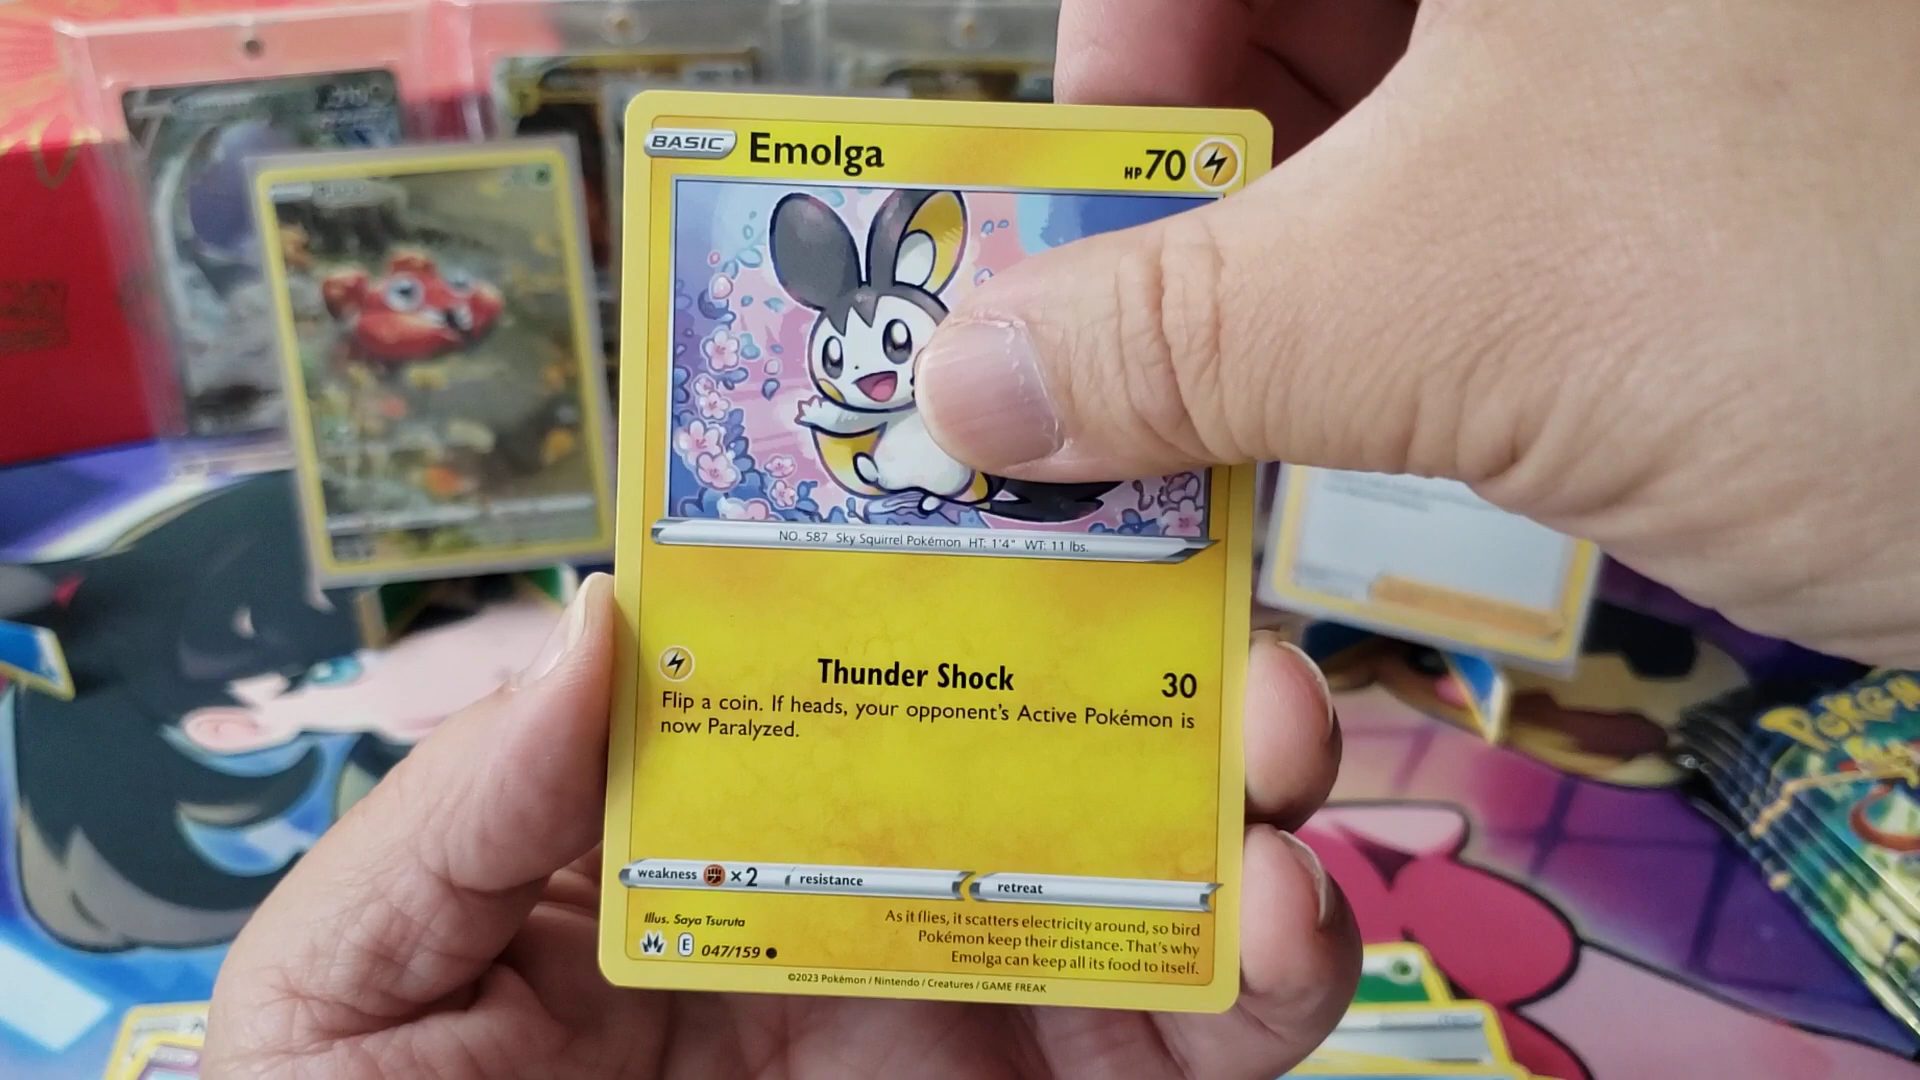 BASIC Emolga HP 70
NO. 587 Sky Squirrel Pokémon HT: 1'4" WT: 11 lbs.
Thunder Shock 30
Flip a coin. If heads, your opponent's Active Pokémon is
now Paralyzed.
weakness ×2 resistance retreat
Illus. Saya Tsuruta
E 047/159
As it flies, it scatters electricity around, so bird
Pokémon keep their distance. That's why
Emolga can keep all its food to itself.
©2023 Pokémon / Nintendo / Creatures / GAME FREAK